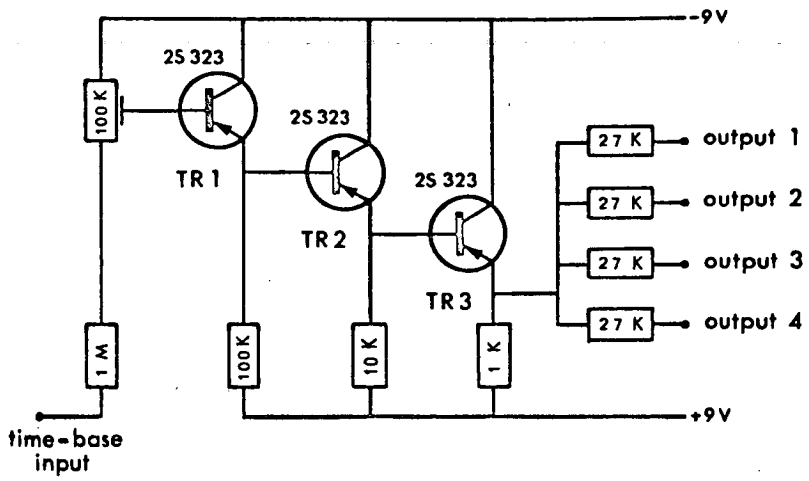 -9V
2S 323
100 K
2S 323
output 1
27 K
TR 1
2S 323
output 2
27 K
TR 2
output 3
27 K
TR 3
output 4
27 K
1 M
100K
10 K
1 K
+9V
time-base
input